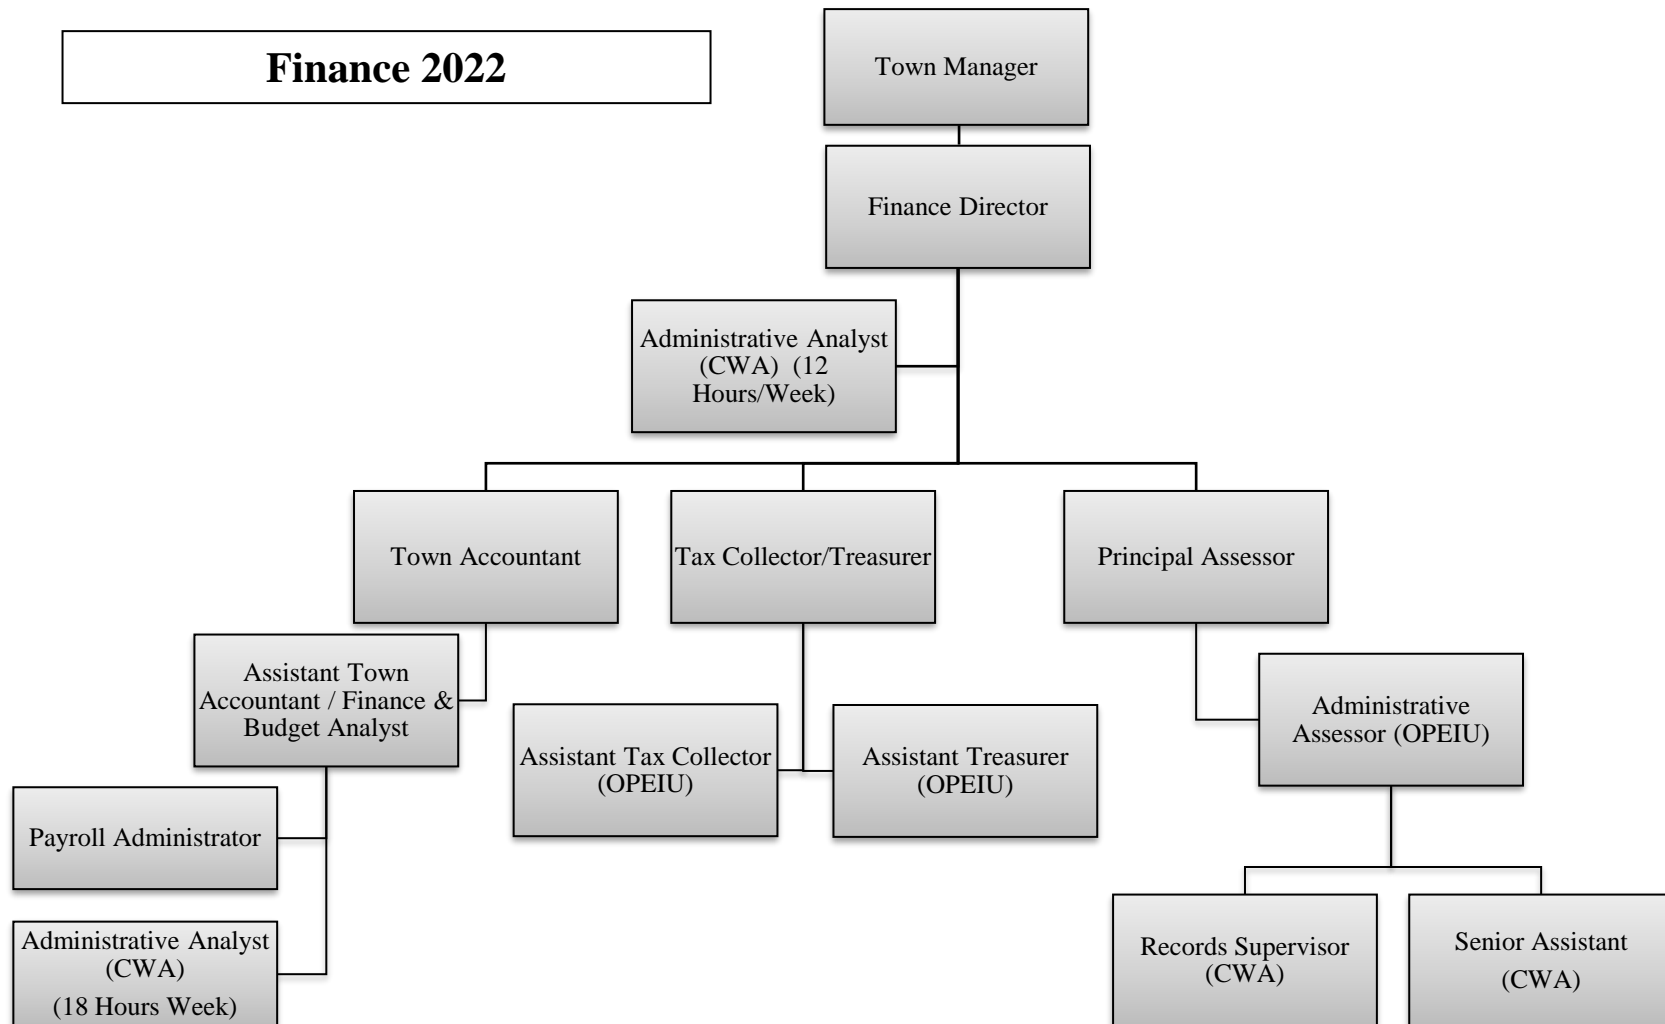 Finance 2022
Town Manager
Finance Director
Administrative Analyst
(CWA) (12
Hours/Week)
Town Accountant
Tax Collector/Treasurer
Principal Assessor
Assistant Town
Accountant / Finance &
Budget Analyst
Administrative
Assessor (OPEIU)
Assistant Tax Collector
(OPEIU)
Assistant Treasurer
(OPEIU)
Payroll Administrator
Administrative Analyst
(CWA)
(18 Hours Week)
Records Supervisor
(CWA)
Senior Assistant
(CWA)